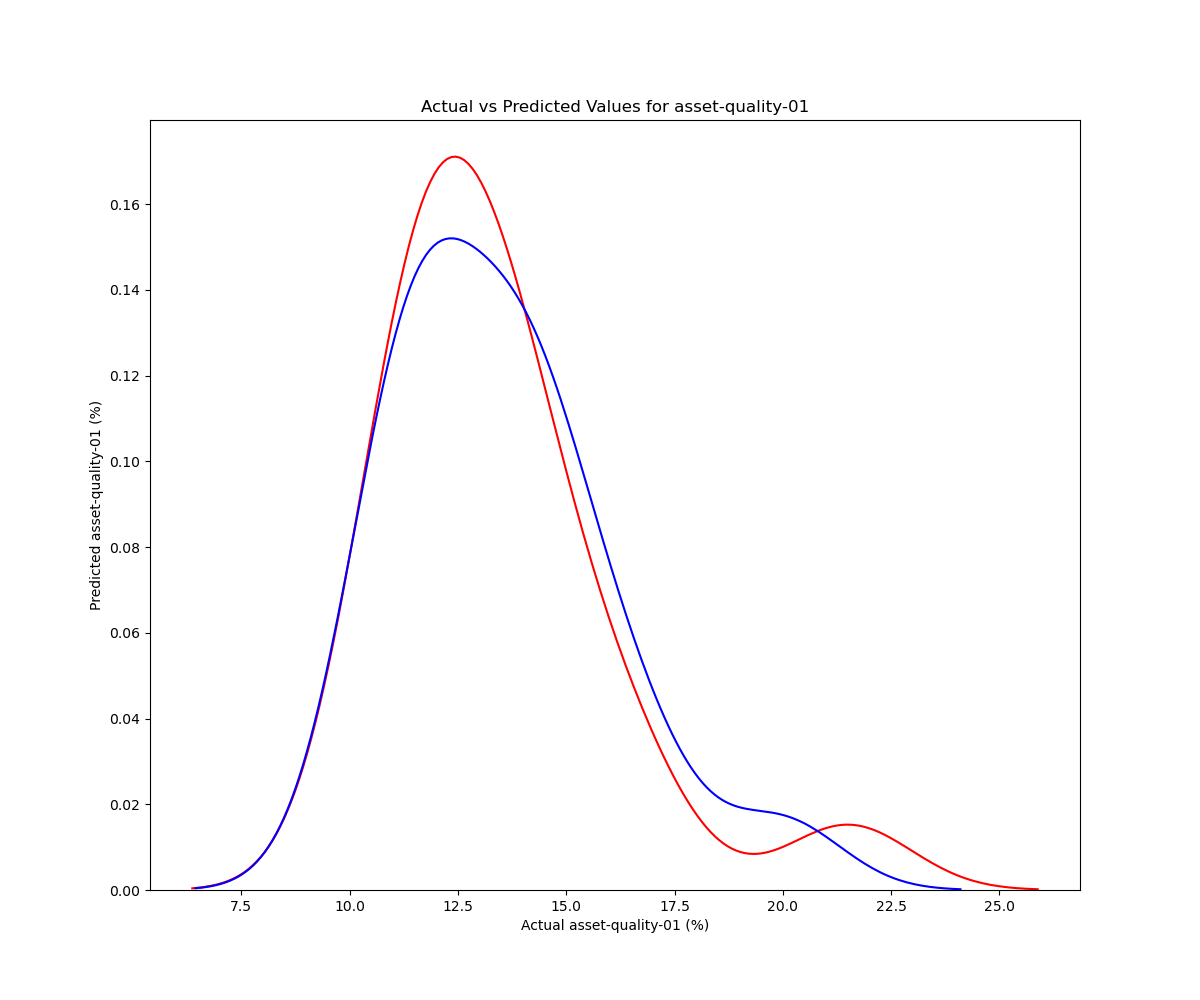 Actual vs Predicted Values for asset-quality-01
0.16
0.14
0.12
0.10
0.08
0.06
0.04
0.02
0.00
Predicted asset-quality-01 (%)
7.5 10.0 12.5 15.0 17.5 20.0 22.5 25.0
Actual asset-quality-01 (%)